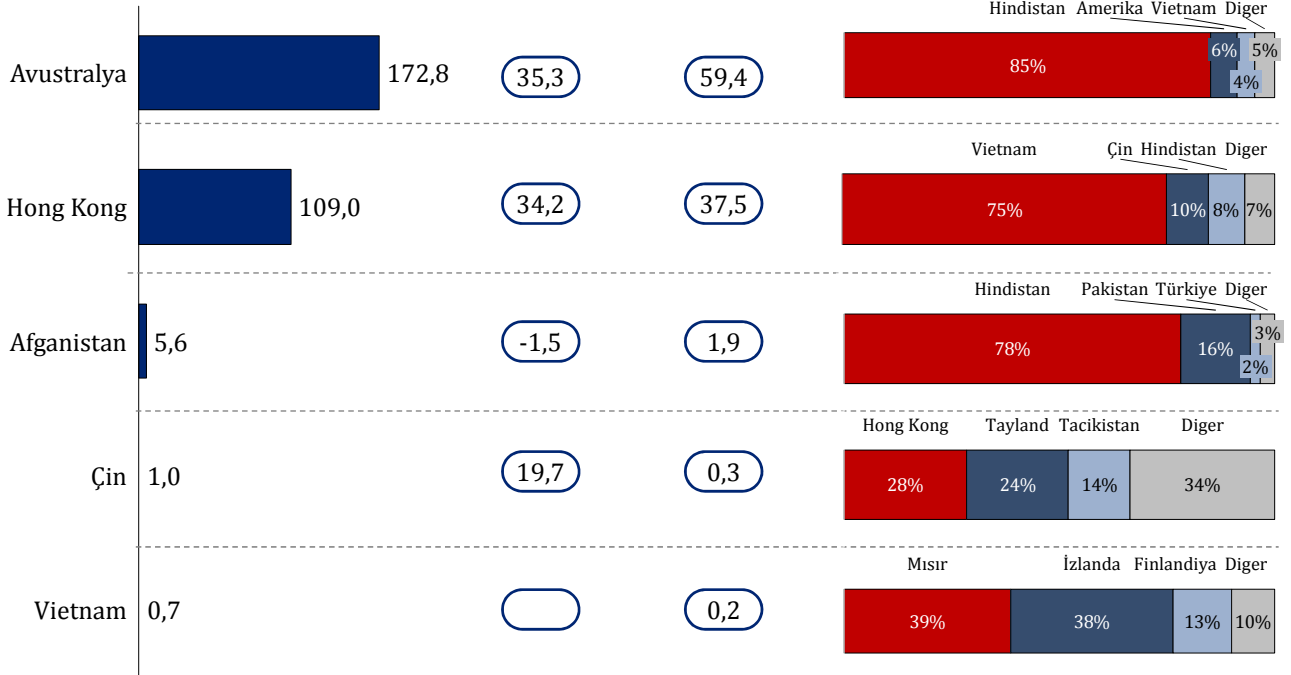 Hindistan Amerika Vietnam Diger
Avustralya 172,8 35,3 59,4 85% 6% 4% 5%
Vietnam Çin Hindistan Diger
Hong Kong 109,0 34,2 37,5 75% 10% 8% 7%
Hindistan Pakistan Türkiye Diger
Afganistan 5,6 -1,5 1,9 78% 16% 2% 3%
Hong Kong Tayland Tacikistan Diger
Çin 1,0 19,7 0,3 28% 24% 14% 34%
Mısır İzlanda Finlandiya Diger
Vietnam 0,7 0,2 39% 38% 13% 10%